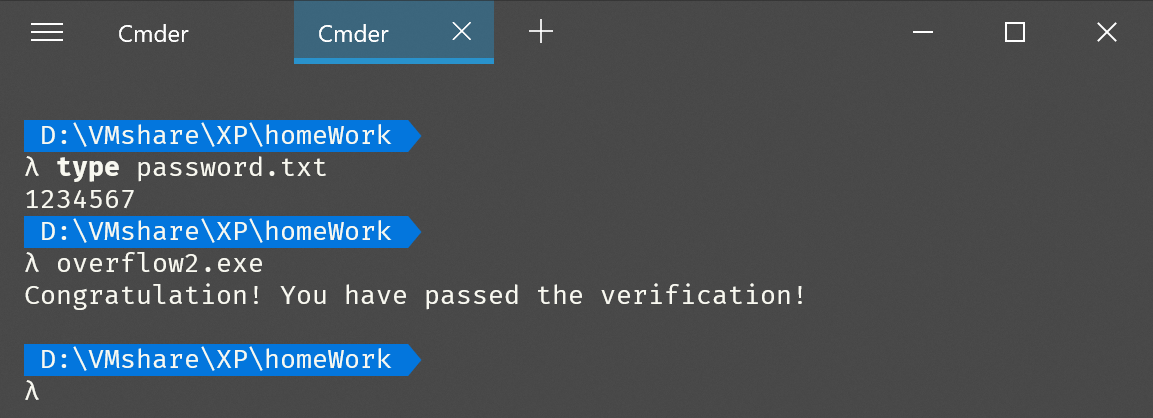 Cmder Cmder
D:\VMshare\XP\homeWork
λ type password.txt
1234567
D:\VMshare\XP\homeWork
λ overflow2.exe
Congratulation! You have passed the verification!
D:\VMshare\XP\homeWork
λ